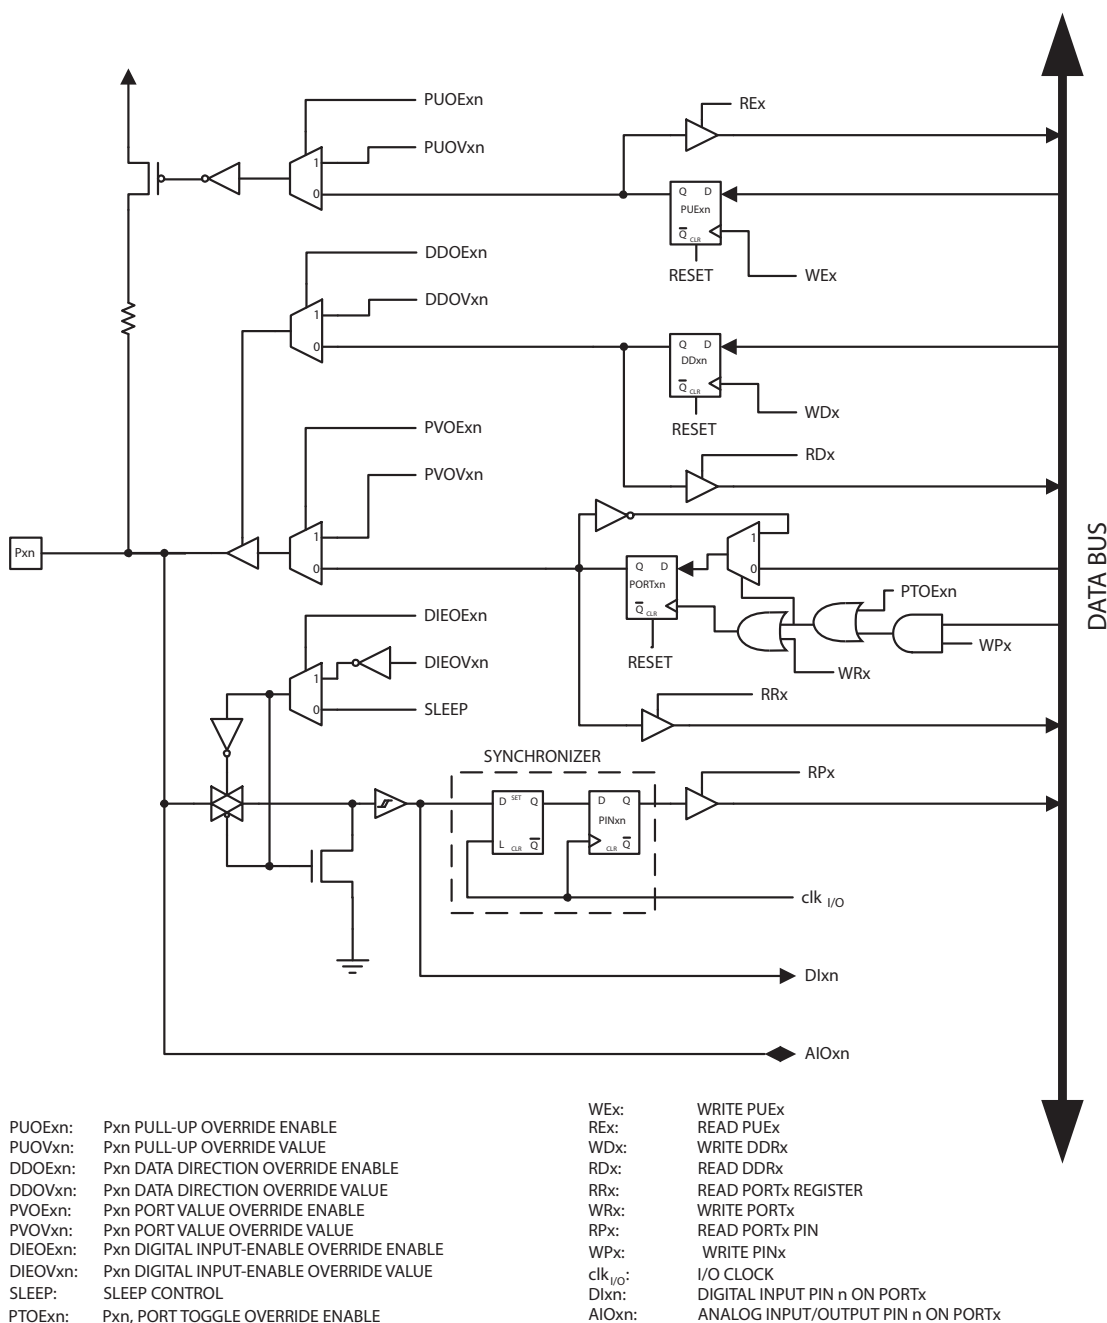 PUOExn
REx
PUOVxn
1
0
Q D
PUExn
Q CLR
RESET
WEx
DDOExn
DDOVxn
1
0
Q D
DDxn
Q CLR
RESET
WDx
PVOExn
RDx
PVOVxn
1
0
Pxn
1
0
Q D
PORTxn
Q CLR
RESET
PTOExn
WPx
WRx
DATA BUS
DIEOExn
DIEOVxn
1
0
SLEEP
RRx
SYNCHRONIZER
RPx
D SET Q
L CLR Q
D Q
PINxn
CLR Q
clk I/O
DIxn
AIOxn
PUOExn: Pxn PULL-UP OVERRIDE ENABLE
PUOVxn: Pxn PULL-UP OVERRIDE VALUE
DDOExn: Pxn DATA DIRECTION OVERRIDE ENABLE
DDOVxn: Pxn DATA DIRECTION OVERRIDE VALUE
PVOExn: Pxn PORT VALUE OVERRIDE ENABLE
PVOVxn: Pxn PORT VALUE OVERRIDE VALUE
DIEOExn: Pxn DIGITAL INPUT-ENABLE OVERRIDE ENABLE
DIEOVxn: Pxn DIGITAL INPUT-ENABLE OVERRIDE VALUE
SLEEP: SLEEP CONTROL
PTOExn: Pxn, PORT TOGGLE OVERRIDE ENABLE
WEx: WRITE PUEx
REx: READ PUEx
WDx: WRITE DDRx
RDx: READ DDRx
RRx: READ PORTx REGISTER
WRx: WRITE PORTx
RPx: READ PORTx PIN
WPx: WRITE PINx
clk I/O: I/O CLOCK
DIxn: DIGITAL INPUT PIN n ON PORTx
AIOxn: ANALOG INPUT/OUTPUT PIN n ON PORTx